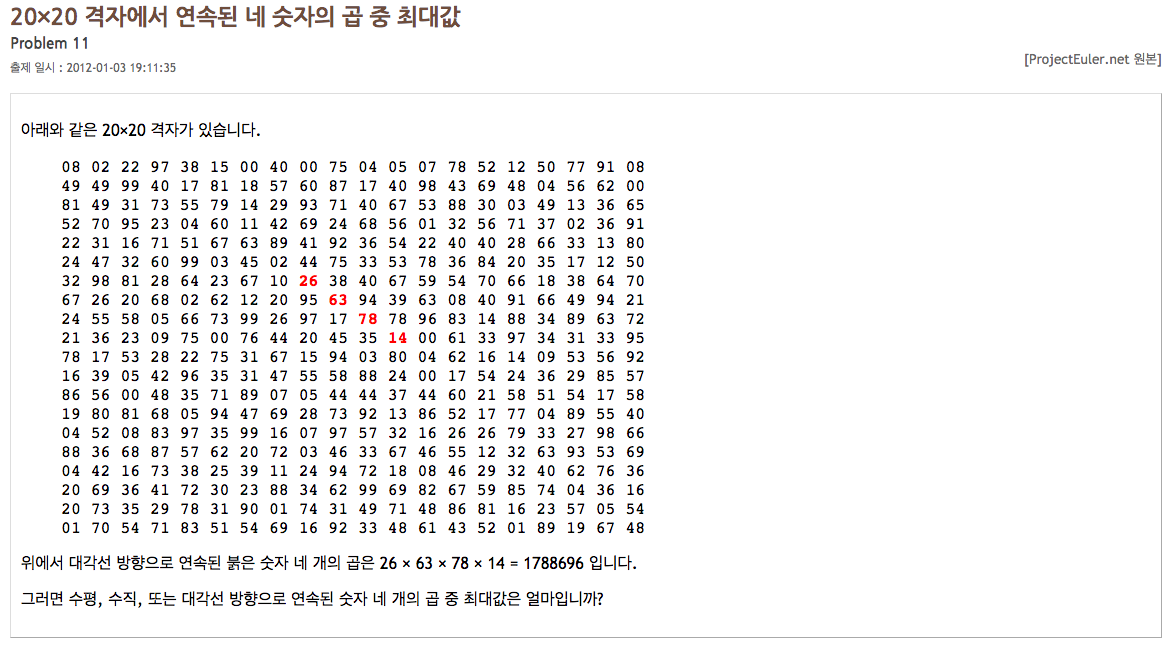 20×20 격자에서 연속된 네 숫자의 곱 중 최대값
Problem 11
출제 일시 : 2012-01-03 19:11:35
[ProjectEuler.net 원본]
아래와 같은 20×20 격자가 있습니다.
08 02 22 97 38 15 00 40 00 75 04 05 07 78 52 12 50 77 91 08
49 49 99 40 17 81 18 57 60 87 17 40 98 43 69 48 04 56 62 00
81 49 31 73 55 79 14 29 93 71 40 67 53 88 30 03 49 13 36 65
52 70 95 23 04 60 11 42 69 24 68 56 01 32 56 71 37 02 36 91
22 31 16 71 51 67 63 89 41 92 36 54 22 40 40 28 66 33 13 80
24 47 32 60 99 03 45 02 44 75 33 53 78 36 84 20 35 17 12 50
32 98 81 28 64 23 67 10 26 38 40 67 59 54 70 66 18 38 64 70
67 26 20 68 02 62 12 20 95 63 94 39 63 08 40 91 66 49 94 21
24 55 58 05 66 73 99 26 97 17 78 78 96 83 14 88 34 89 63 72
21 36 23 09 75 00 76 44 20 45 35 14 00 61 33 97 34 31 33 95
78 17 53 28 22 75 31 67 15 94 03 80 04 62 16 14 09 53 56 92
16 39 05 42 96 35 31 47 55 58 88 24 00 17 54 24 36 29 85 57
86 56 00 48 35 71 89 07 05 44 44 37 44 60 21 58 51 54 17 58
19 80 81 68 05 94 47 69 28 73 92 13 86 52 17 77 04 89 55 40
04 52 08 83 97 35 99 16 07 97 57 32 16 26 26 79 33 27 98 66
88 36 68 87 57 62 20 72 03 46 33 67 46 55 12 32 63 93 53 69
04 42 16 73 38 25 39 11 24 94 72 18 08 46 29 32 40 62 76 36
20 69 36 41 72 30 23 88 34 62 99 69 82 67 59 85 74 04 36 16
20 73 35 29 78 31 90 01 74 31 49 71 48 86 81 16 23 57 05 54
01 70 54 71 83 51 54 69 16 92 33 48 61 43 52 01 89 19 67 48
위에서 대각선 방향으로 연속된 붉은 숫자 네 개의 곱은 26 × 63 × 78 × 14 = 1788696 입니다.
그러면 수평, 수직, 또는 대각선 방향으로 연속된 숫자 네 개의 곱 중 최대값은 얼마입니까?